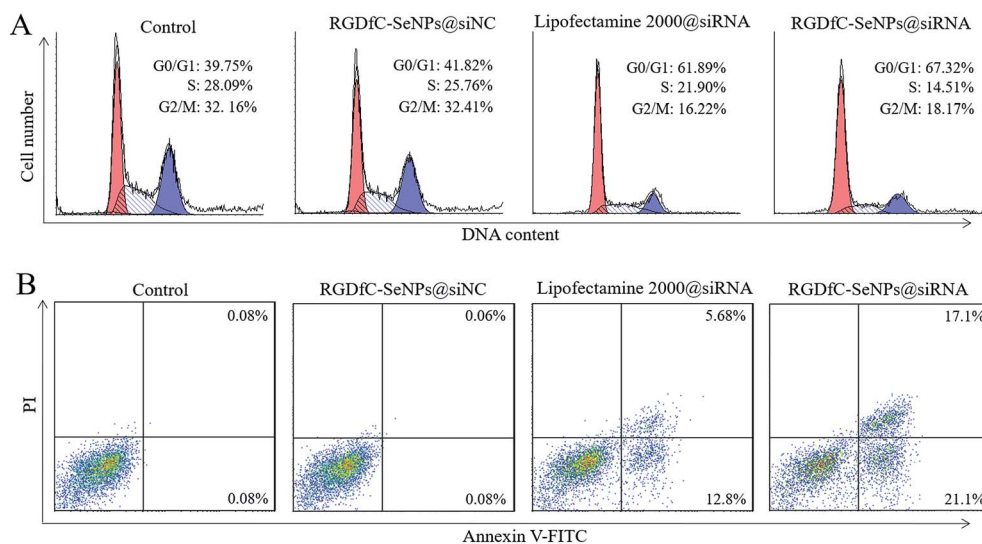 A
Control
RGDfC-SeNPs@siNC
Lipofectamine 2000@siRNA
RGDfC-SeNPs@siRNA
G0/G1: 39.75%
S: 28.09%
G2/M: 32. 16%
G0/G1: 41.82%
S: 25.76%
G2/M: 32.41%
G0/G1: 61.89%
S: 21.90%
G2/M: 16.22%
G0/G1: 67.32%
S: 14.51%
G2/M: 18.17%
Cell number
DNA content
B
Control
RGDfC-SeNPs@siNC
Lipofectamine 2000@siRNA
RGDfC-SeNPs@siRNA
0.08%
0.06%
5.68%
17.1%
PI
0.08%
0.08%
12.8%
21.1%
Annexin V-FITC